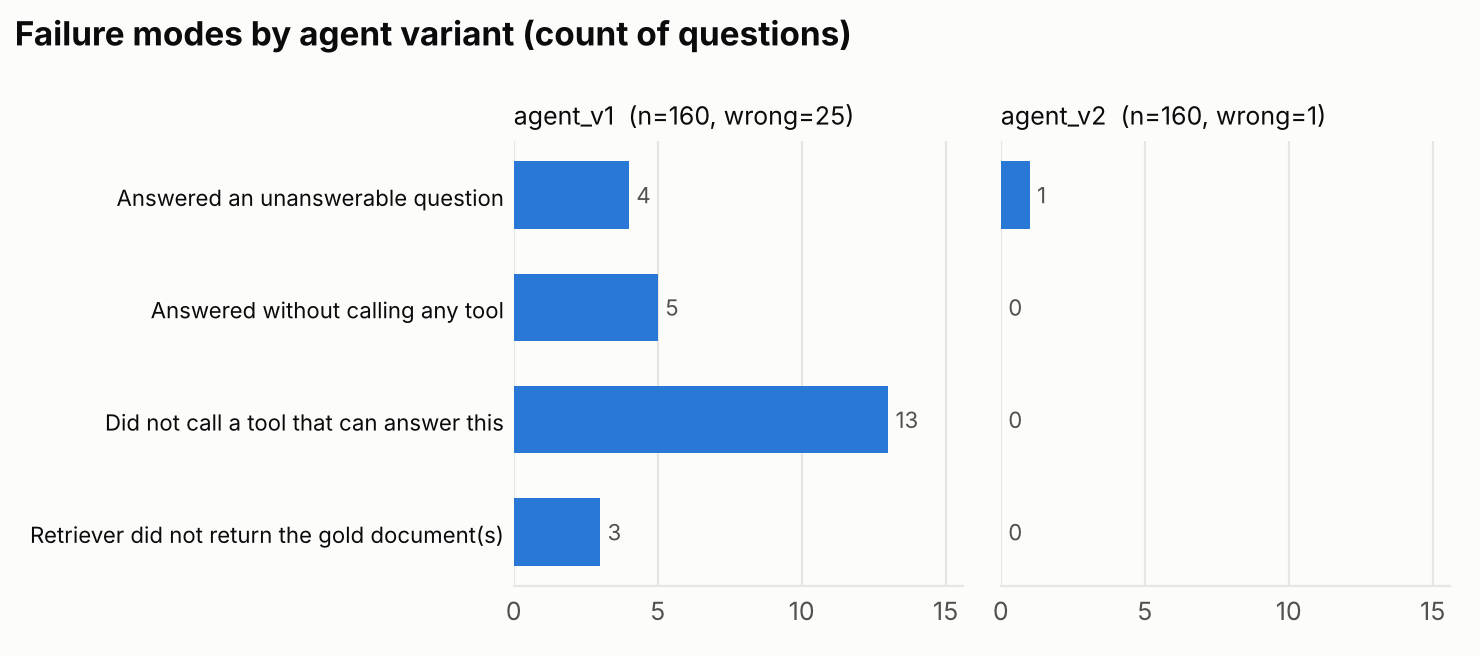 Failure modes by agent variant (count of questions)
agent_v1 (n=160, wrong=25)
agent_v2 (n=160, wrong=1)
Answered an unanswerable question
4
1
Answered without calling any tool
5
0
Did not call a tool that can answer this
13
0
Retriever did not return the gold document(s)
3
0
0 5 10 15
0 5 10 15